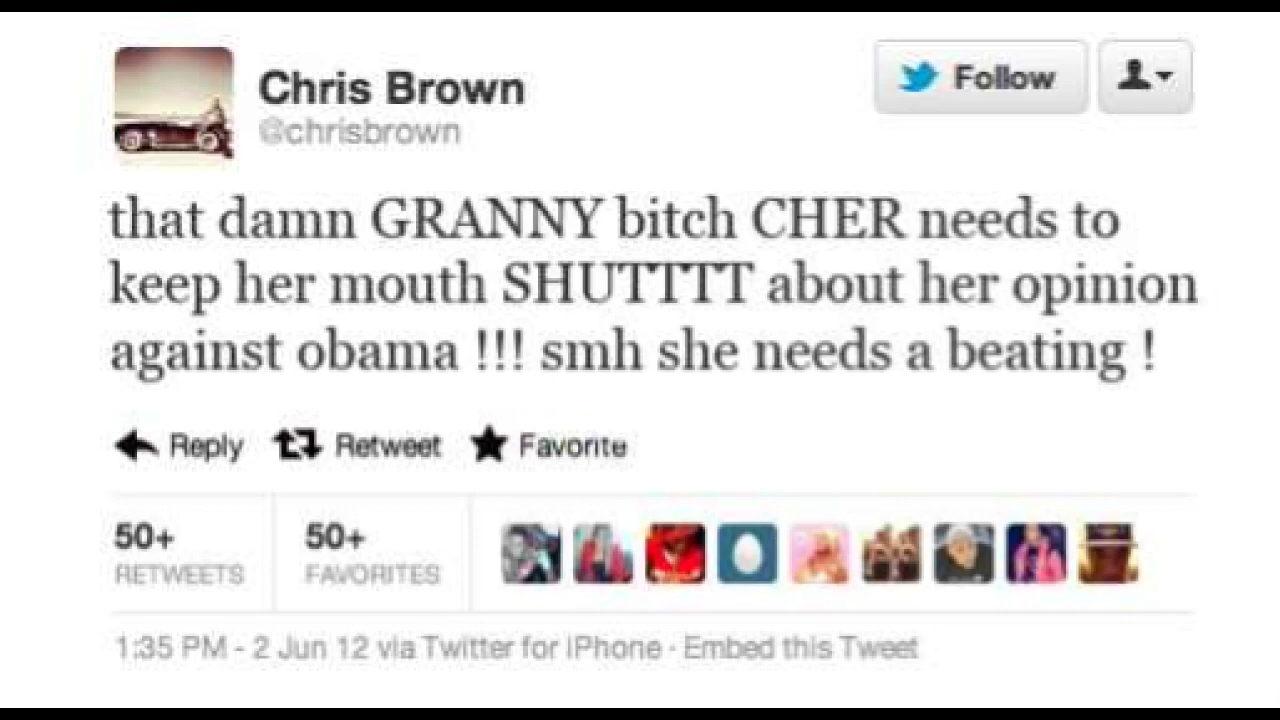 Chris Brown
@chrisbrown
Follow
that damn GRANNY bitch CHER needs to
keep her mouth SHUTTTT about her opinion
against obama !!! smh she needs a beating !
Reply Retweet Favorite
50+ 50+
RETWEETS FAVORITES
1:35 PM - 2 Jun 12 via Twitter for iPhone · Embed this Tweet